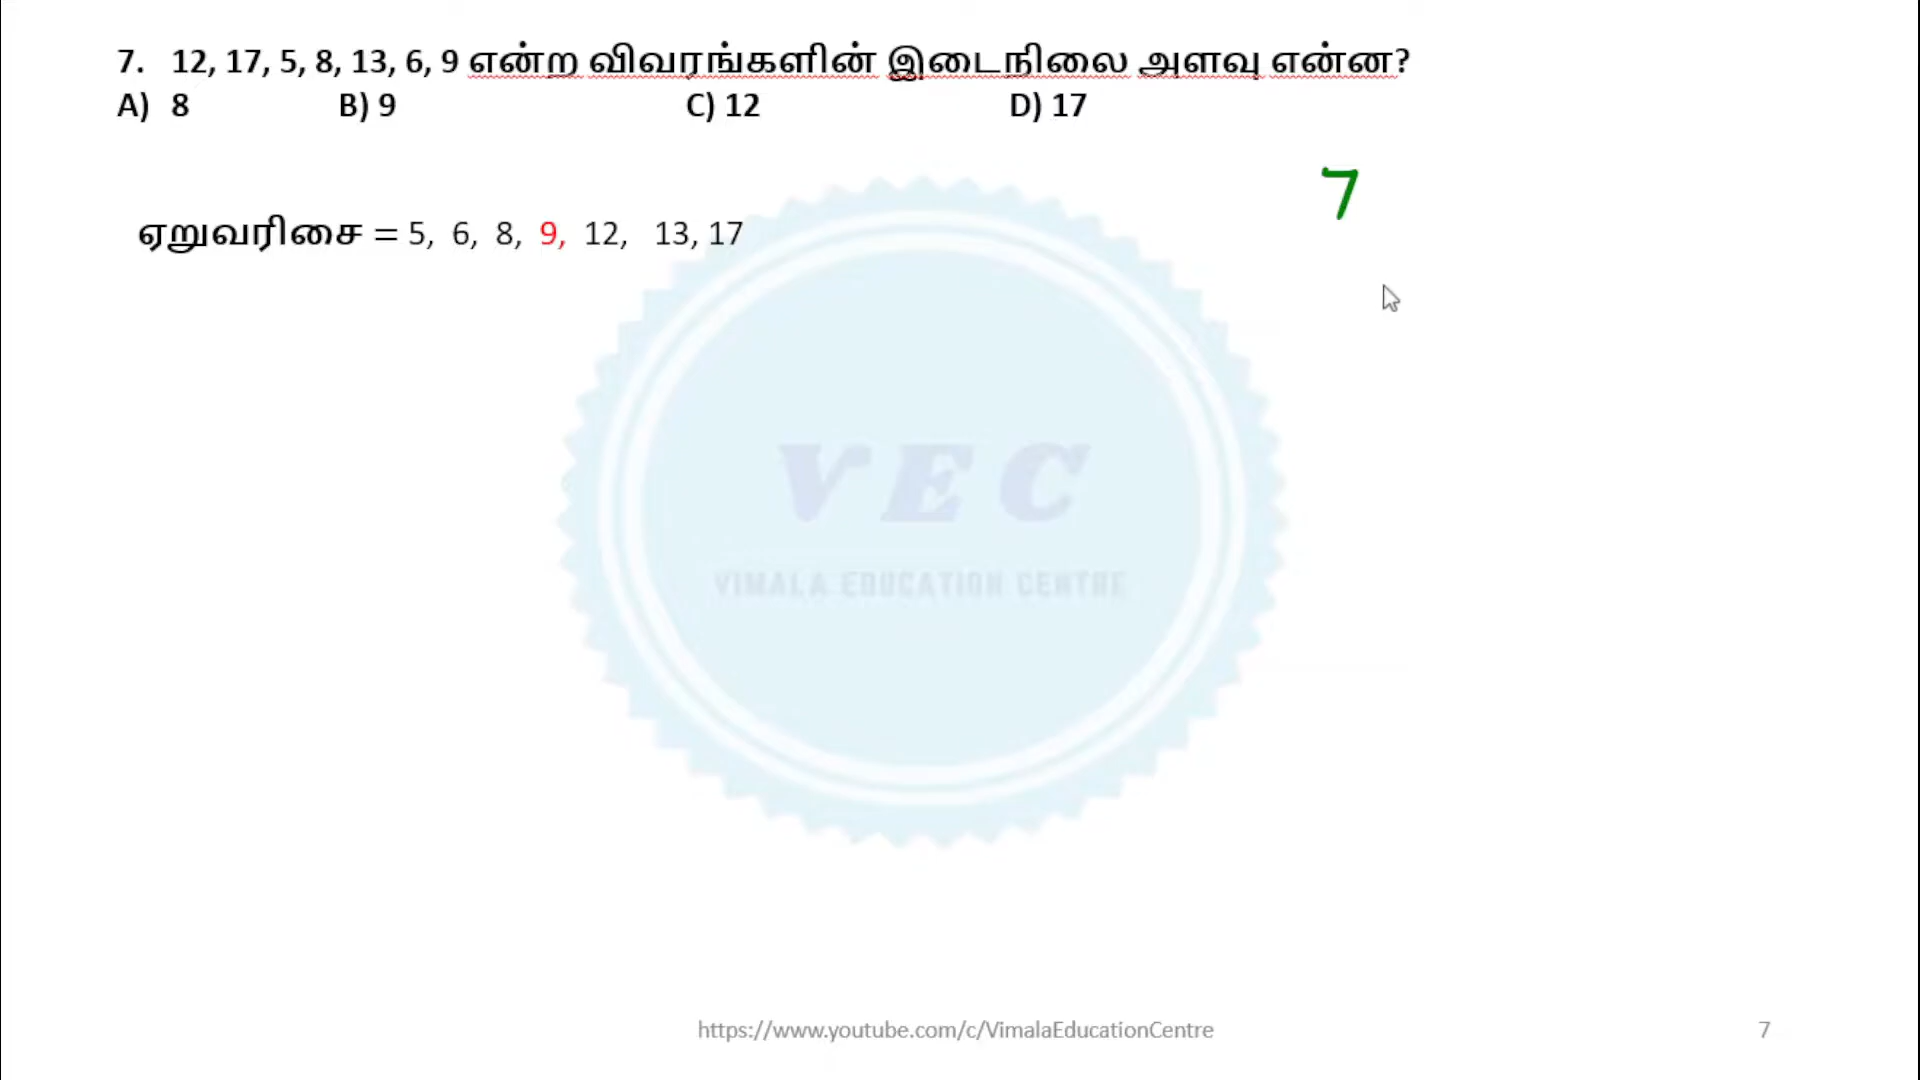 7. 12, 17, 5, 8, 13, 6, 9 என்ற விவரங்களின் இடைநிலை அளவு என்ன?
A) 8 B) 9 C) 12 D) 17
7
ஏறுவரிசை = 5, 6, 8, 9, 12, 13, 17
VEC
VIMALA EDUCATION CENTRE
https://www.youtube.com/c/VimalaEducationCentre 7